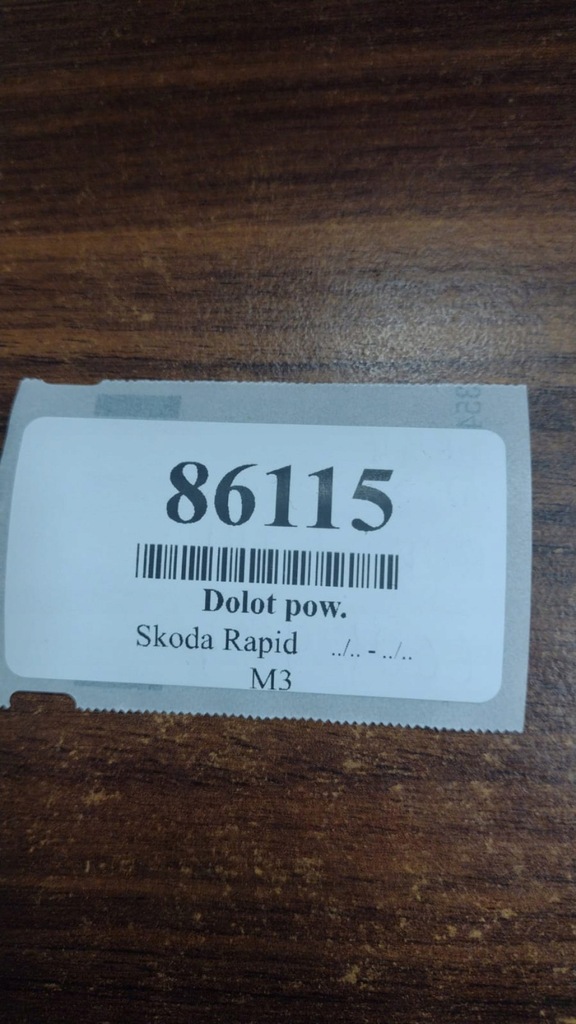 86115
Dolot pow.
Skoda Rapid ../.. - ../..
M3